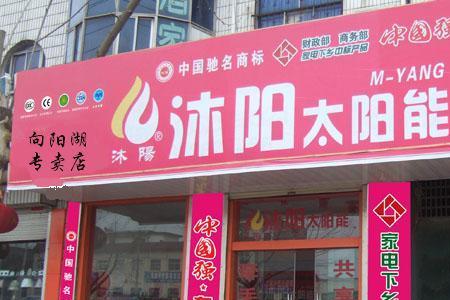 中国驰名商标
财政部 商务部
家电下乡中标产品
中国强
M-YANG
沐陽®
沐阳太阳能
向阳湖
专卖店
中国驰名
中国强
沐阳太阳能
家电下乡